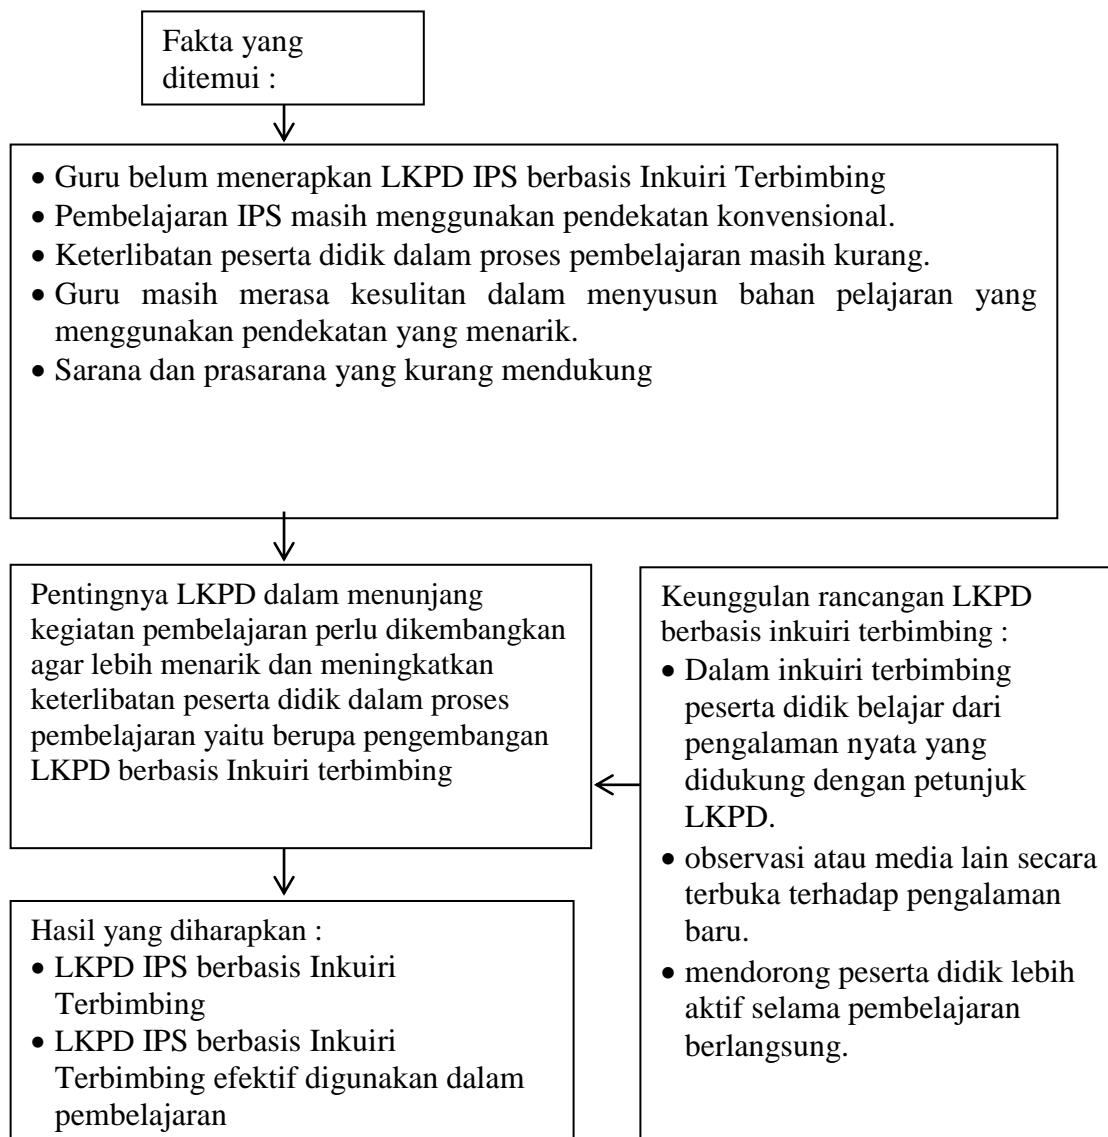 Fakta yang
ditemui :
• Guru belum menerapkan LKPD IPS berbasis Inkuiri Terbimbing
• Pembelajaran IPS masih menggunakan pendekatan konvensional.
• Keterlibatan peserta didik dalam proses pembelajaran masih kurang.
• Guru masih merasa kesulitan dalam menyusun bahan pelajaran yang
menggunakan pendekatan yang menarik.
• Sarana dan prasarana yang kurang mendukung
Pentingnya LKPD dalam menunjang
kegiatan pembelajaran perlu dikembangkan
agar lebih menarik dan meningkatkan
keterlibatan peserta didik dalam proses
pembelajaran yaitu berupa pengembangan
LKPD berbasis Inkuiri terbimbing
Keunggulan rancangan LKPD
berbasis inkuiri terbimbing :
• Dalam inkuiri terbimbing
peserta didik belajar dari
pengalaman nyata yang
didukung dengan petunjuk
LKPD.
• observasi atau media lain secara
terbuka terhadap pengalaman
baru.
• mendorong peserta didik lebih
aktif selama pembelajaran
berlangsung.
Hasil yang diharapkan :
• LKPD IPS berbasis Inkuiri
Terbimbing
• LKPD IPS berbasis Inkuiri
Terbimbing efektif digunakan dalam
pembelajaran